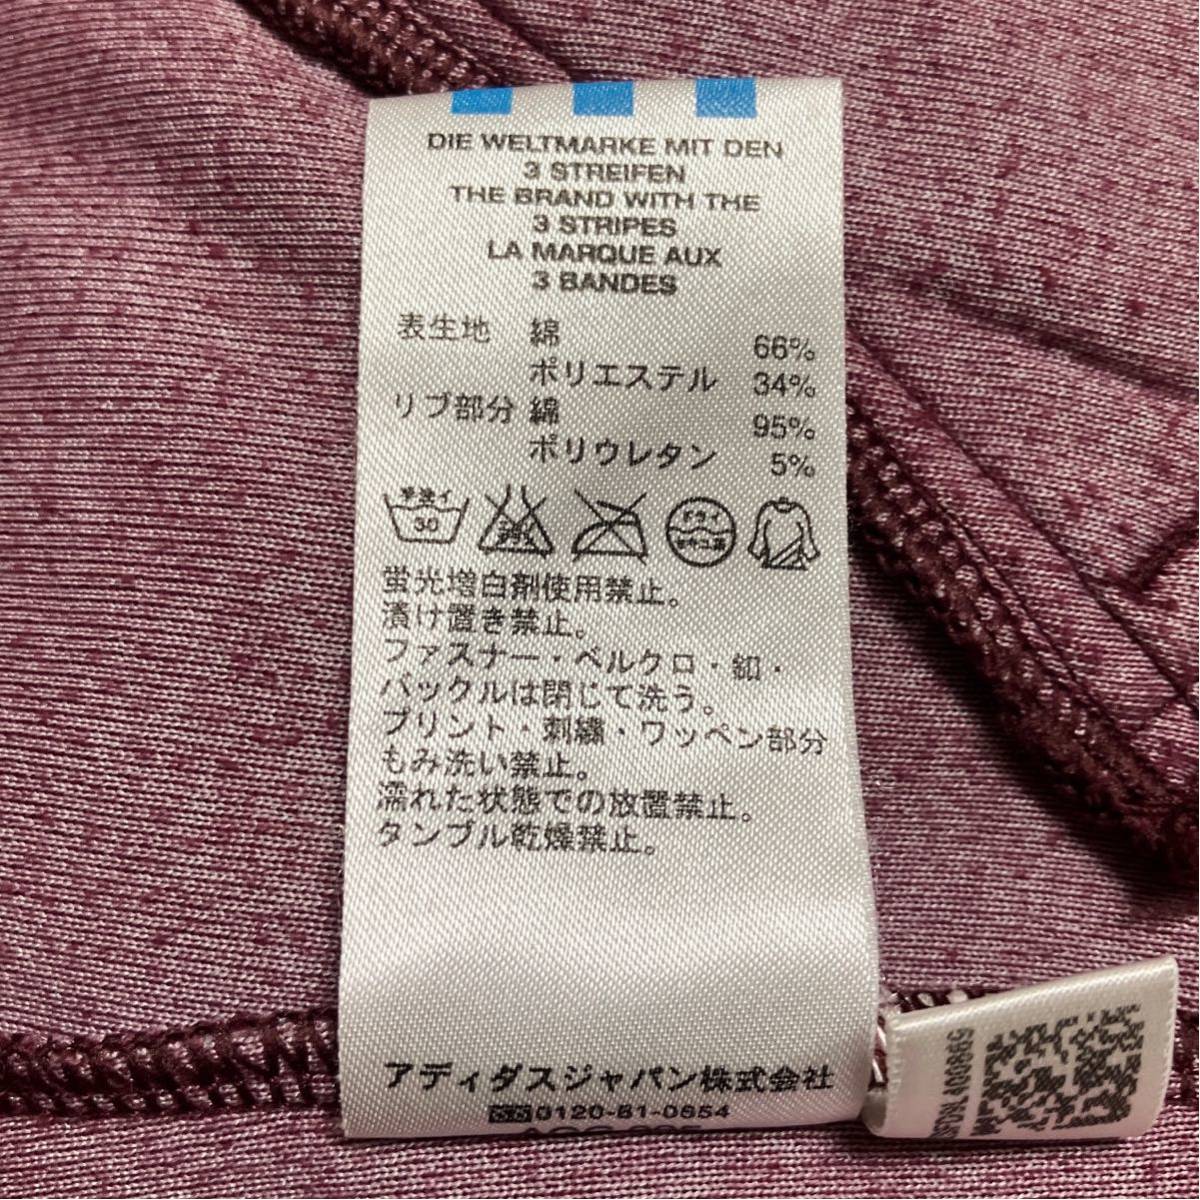 DIE WELTMARKE MIT DEN
3 STREIFEN
THE BRAND WITH THE
3 STRIPES
LA MARQUE AUX
3 BANDES
表生地 綿 66%
ポリエステル 34%
リブ部分 綿 95%
ポリウレタン 5%
手洗イ
30
蛍光増白剤使用禁止。
漬け置き禁止。
ファスナー・ベルクロ・釦・
バックルは閉じて洗う。
プリント・刺繍・ワッペン部分
もみ洗い禁止。
濡れた状態での放置禁止。
タンブル乾燥禁止。
アディダスジャパン株式会社
0120-81-0654